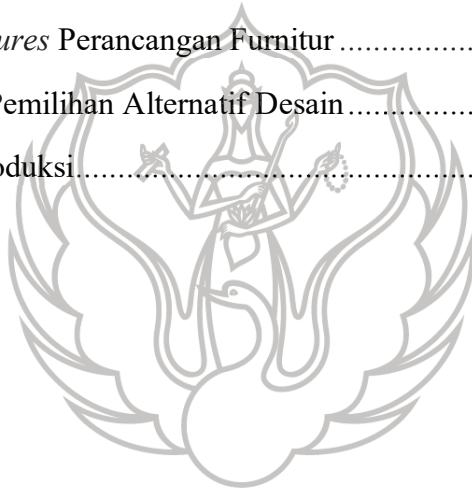 ures Perancangan Furnitur ..................
Pemilihan Alternatif Desain .................
oduksi.....................................................